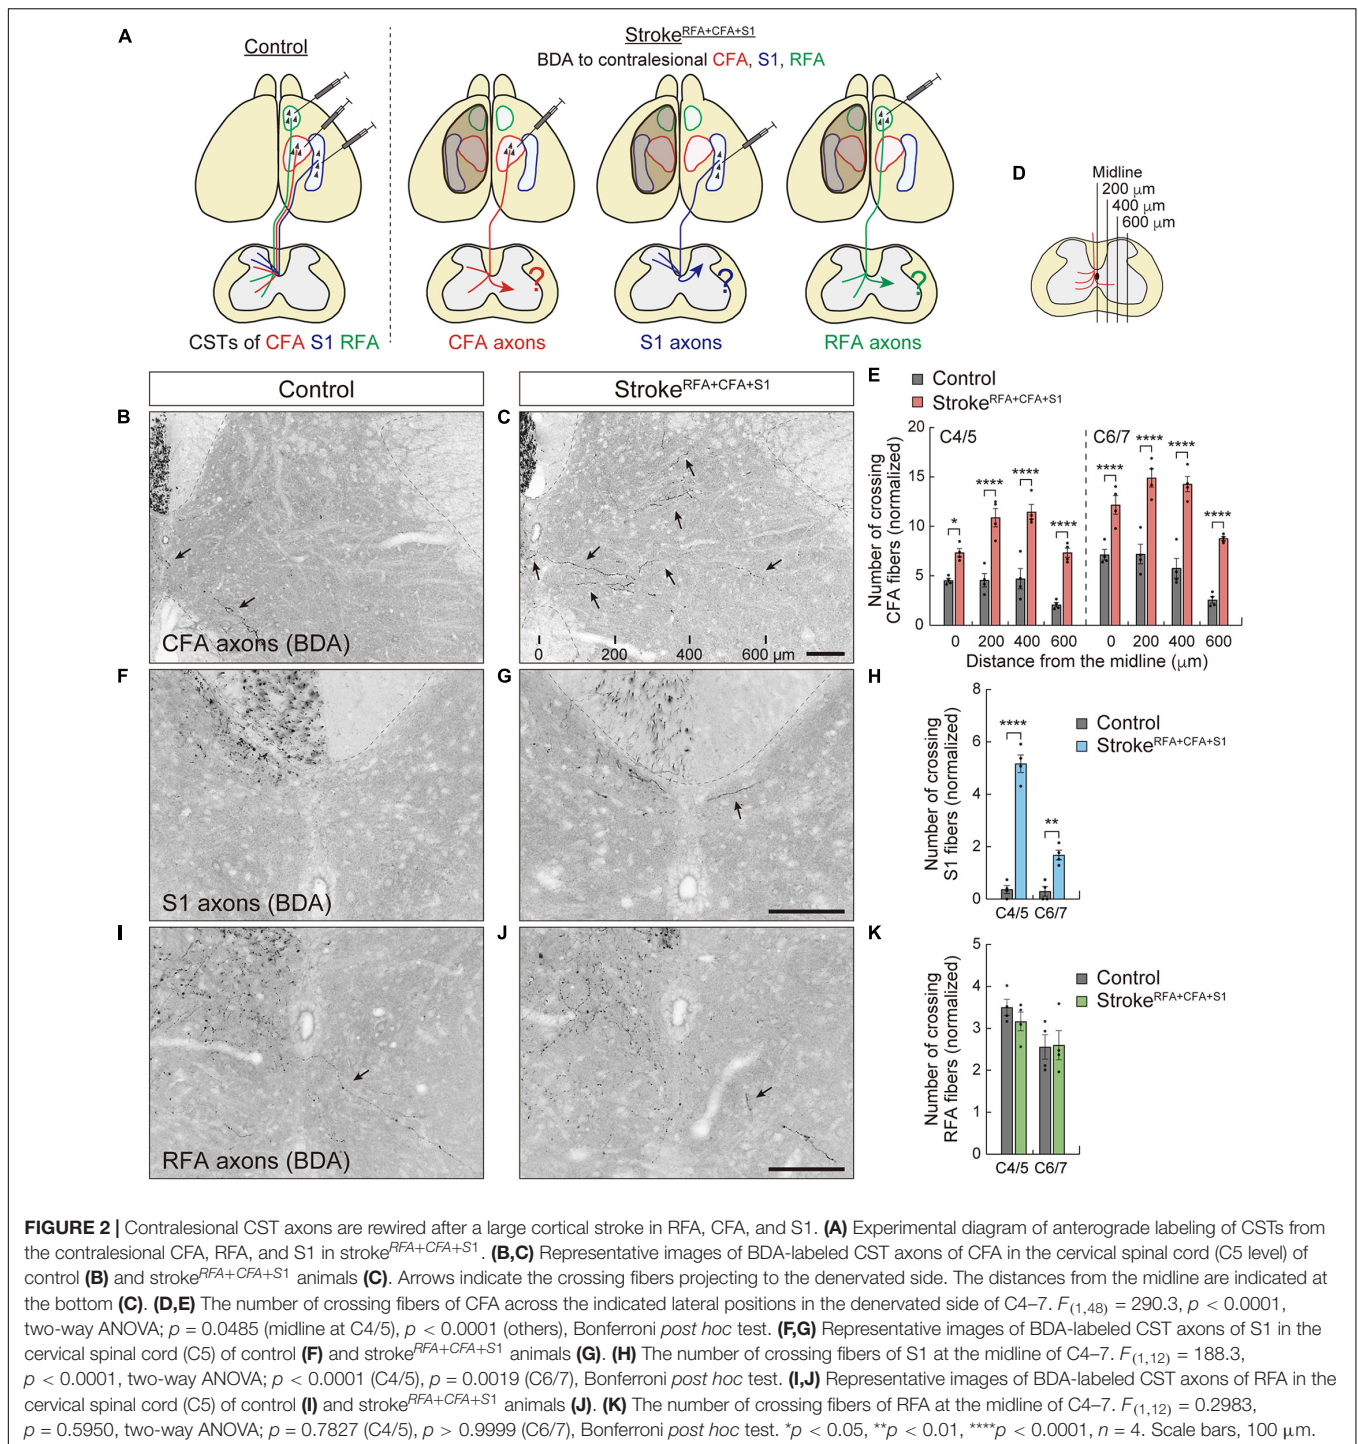 A
Control
Stroke^RFA+CFA+S1
BDA to contralesional CFA, S1, RFA
?
?
?
CSTs of CFA S1 RFA
CFA axons
S1 axons
RFA axons
D
Midline
200 µm
400 µm
600 µm
Control
Stroke^RFA+CFA+S1
B
CFA axons (BDA)
C
0 200 400 600 µm
E
Control
Stroke^RFA+CFA+S1
Number of crossing
CFA fibers (normalized)
20
15
10
5
0
C4/5
C6/7
* **** **** **** **** **** **** ****
0 200 400 600 0 200 400 600
Distance from the midline (µm)
F
S1 axons (BDA)
G
H
Control
Stroke^RFA+CFA+S1
Number of crossing
S1 fibers (normalized)
8
6
4
2
0
****
**
C4/5 C6/7
I
RFA axons (BDA)
J
K
Control
Stroke^RFA+CFA+S1
Number of crossing
RFA fibers (normalized)
5
4
3
2
1
0
C4/5 C6/7
FIGURE 2 | Contralesional CST axons are rewired after a large cortical stroke in RFA, CFA, and S1. (A) Experimental diagram of anterograde labeling of CSTs from
the contralesional CFA, RFA, and S1 in stroke^RFA+CFA+S1. (B,C) Representative images of BDA-labeled CST axons of CFA in the cervical spinal cord (C5 level) of
control (B) and stroke^RFA+CFA+S1 animals (C). Arrows indicate the crossing fibers projecting to the denervated side. The distances from the midline are indicated at
the bottom (C). (D,E) The number of crossing fibers of CFA across the indicated lateral positions in the denervated side of C4–7. F(1,48) = 290.3, p < 0.0001,
two-way ANOVA; p = 0.0485 (midline at C4/5), p < 0.0001 (others), Bonferroni post hoc test. (F,G) Representative images of BDA-labeled CST axons of S1 in the
cervical spinal cord (C5) of control (F) and stroke^RFA+CFA+S1 animals (G). (H) The number of crossing fibers of S1 at the midline of C4–7. F(1,12) = 188.3,
p < 0.0001, two-way ANOVA; p < 0.0001 (C4/5), p = 0.0019 (C6/7), Bonferroni post hoc test. (I,J) Representative images of BDA-labeled CST axons of RFA in the
cervical spinal cord (C5) of control (I) and stroke^RFA+CFA+S1 animals (J). (K) The number of crossing fibers of RFA at the midline of C4–7. F(1,12) = 0.2983,
p = 0.5950, two-way ANOVA; p = 0.7827 (C4/5), p > 0.9999 (C6/7), Bonferroni post hoc test. *p < 0.05, **p < 0.01, ****p < 0.0001, n = 4. Scale bars, 100 µm.